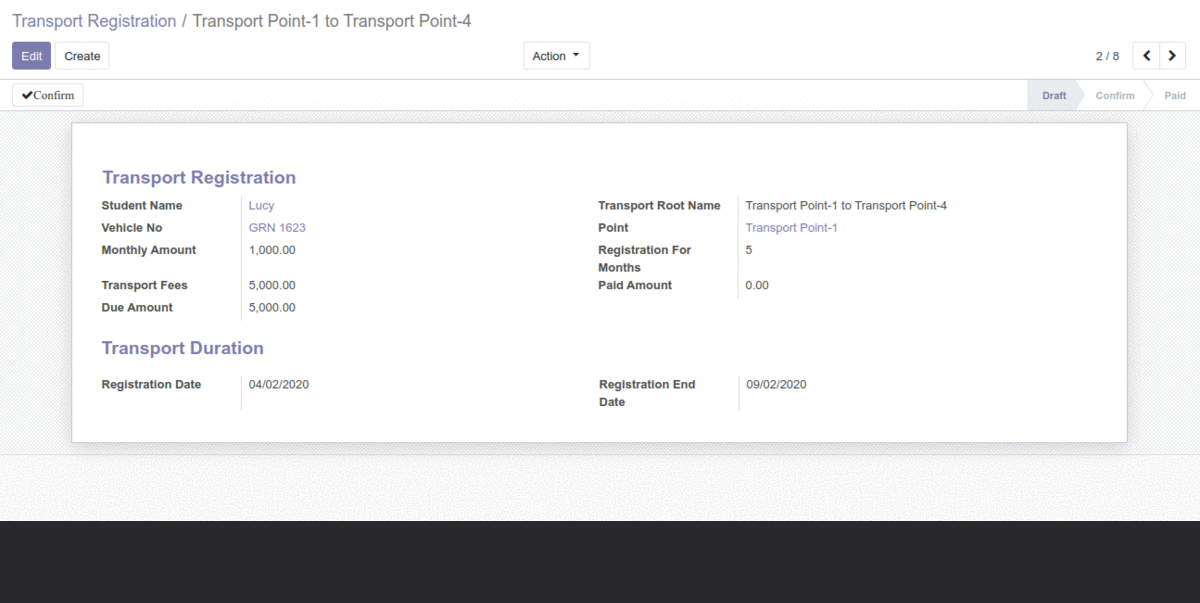 Transport Registration / Transport Point-1 to Transport Point-4
Edit Create Action 2 / 8
Confirm Draft Confirm Paid
Transport Registration
Student Name Lucy Transport Root Name Transport Point-1 to Transport Point-4
Vehicle No GRN 1623 Point Transport Point-1
Monthly Amount 1,000.00 Registration For 5
Months
Transport Fees 5,000.00 Paid Amount 0.00
Due Amount 5,000.00
Transport Duration
Registration Date 04/02/2020 Registration End 09/02/2020
Date